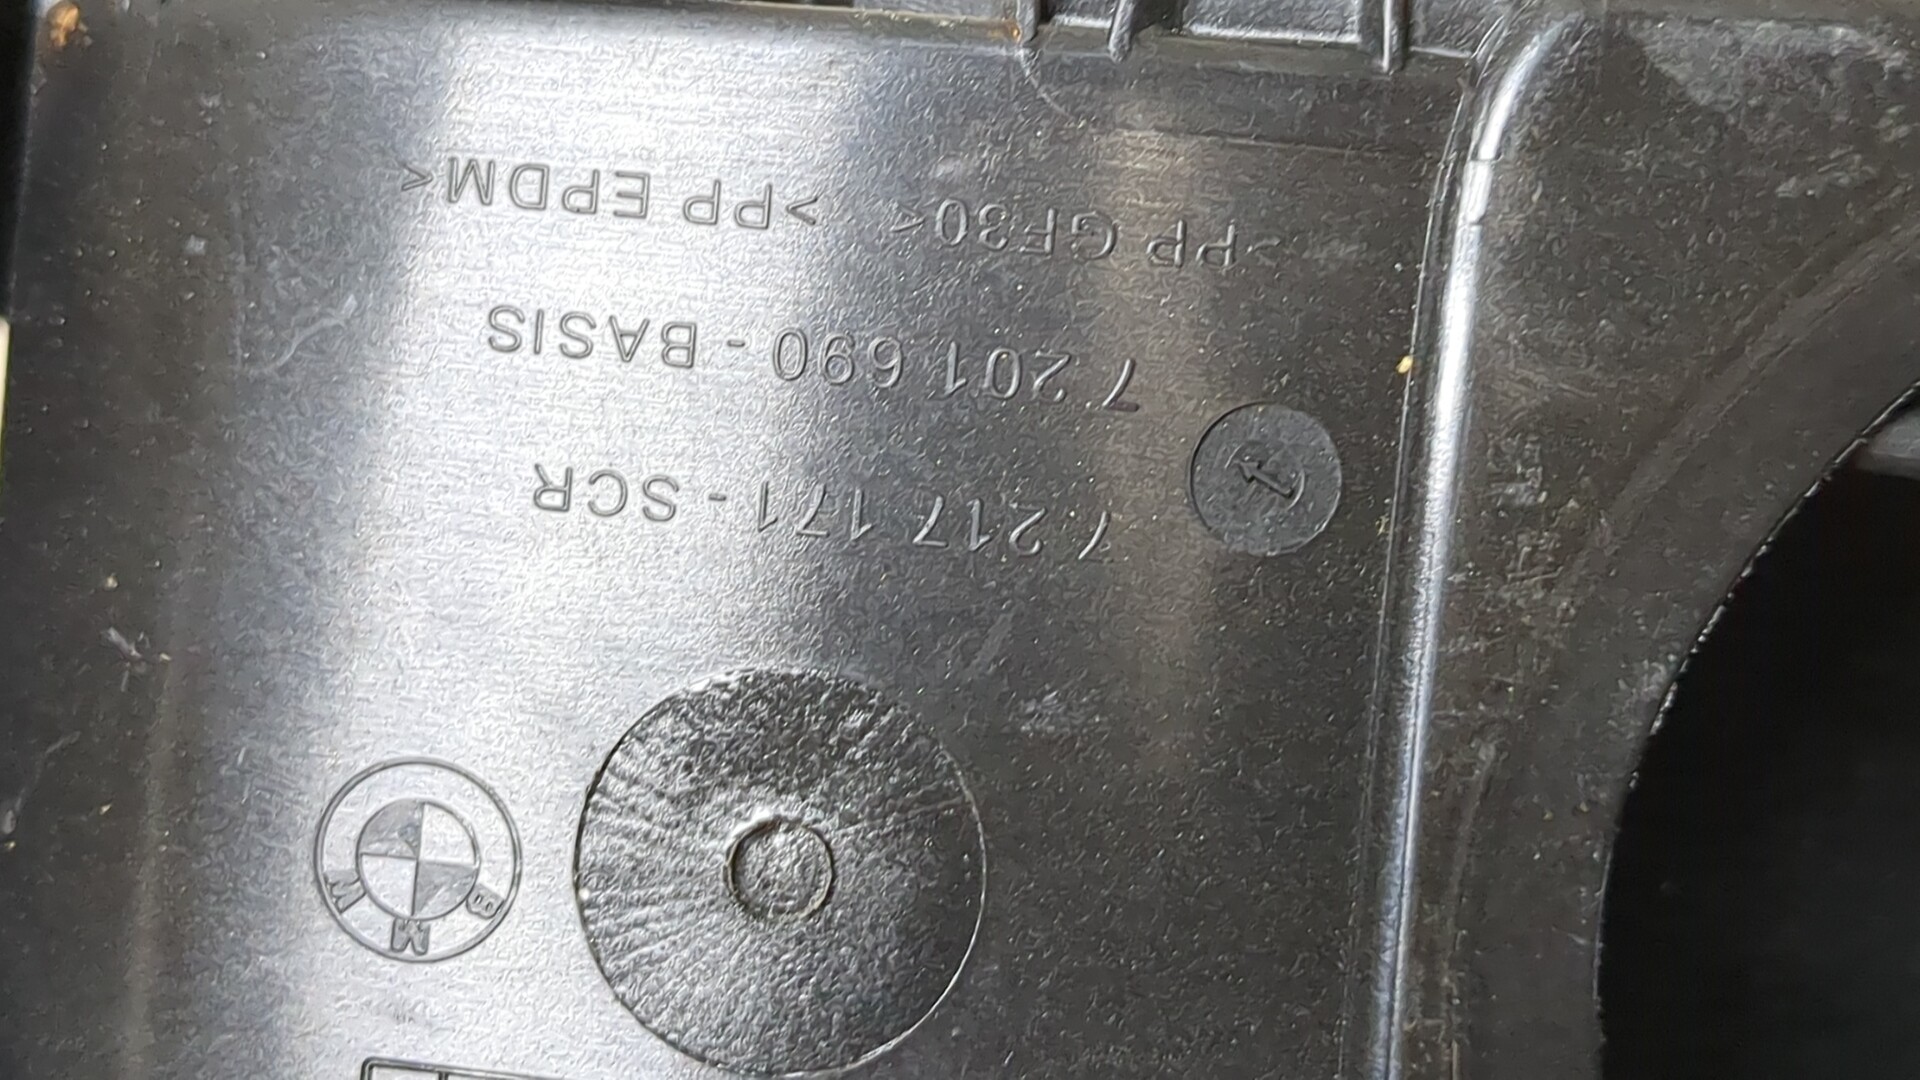 BMW
7 217 171 - SCR
7 201 690 - BASIS
>PP GF30< >PP EPDM<